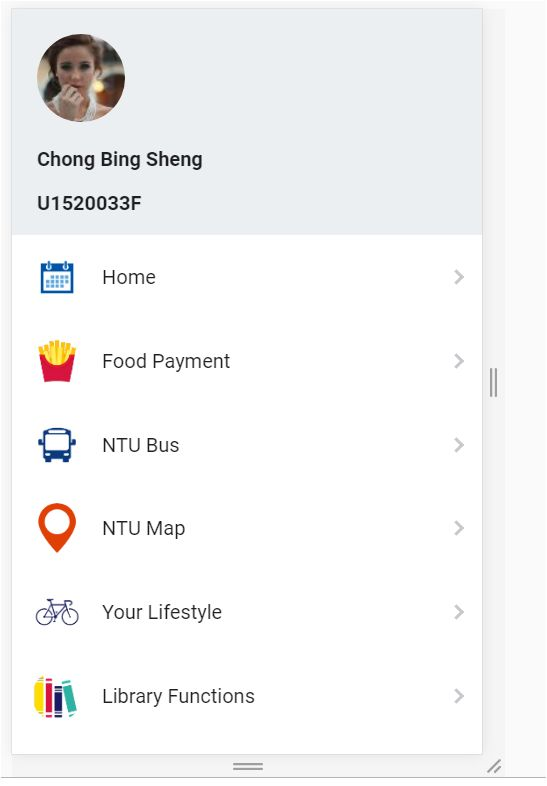 Chong Bing Sheng
U1520033F
Home
Food Payment
NTU Bus
NTU Map
Your Lifestyle
Library Functions